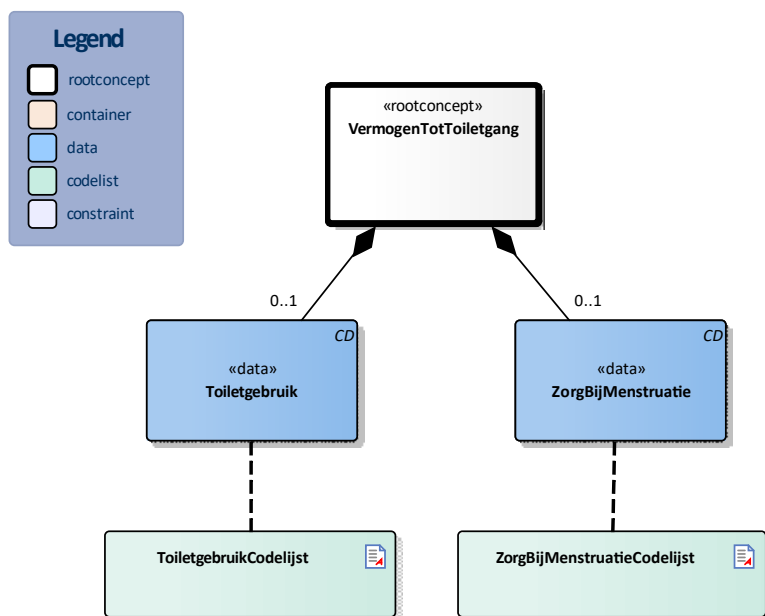 Legend
rootconcept
container
data
codelist
constraint
«rootconcept»
VermogenTotToiletgang
0..1
0..1
CD
«data»
Toiletgebruik
CD
«data»
ZorgBijMenstruatie
ToiletgebruikCodelijst
ZorgBijMenstruatieCodelijst